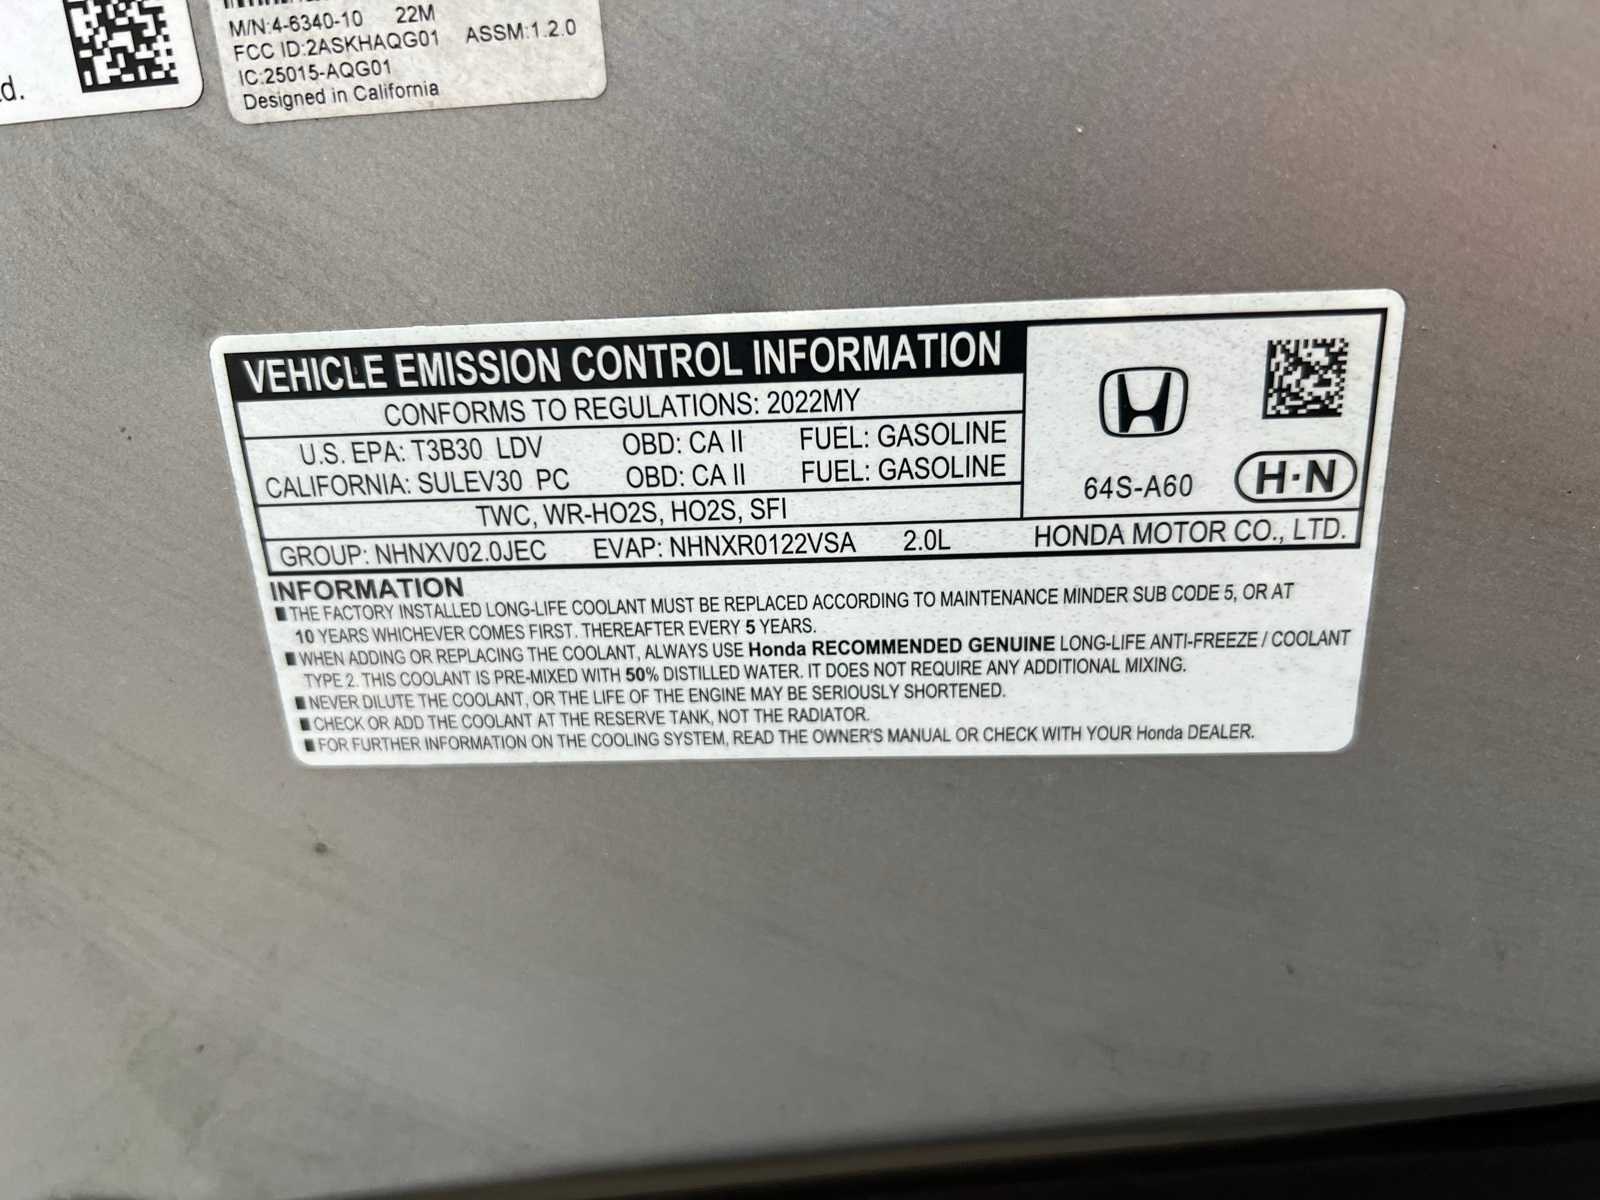 M/N:4-6340-10 22M
FCC ID:2ASKHAQG01 ASSM:1.2.0
IC:25015-AQG01
Designed in California
td.
VEHICLE EMISSION CONTROL INFORMATION
CONFORMS TO REGULATIONS: 2022MY
U.S. EPA: T3B30 LDV OBD: CA II FUEL: GASOLINE
CALIFORNIA: SULEV30 PC OBD: CA II FUEL: GASOLINE
64S-A60 H·N
TWC, WR-HO2S, HO2S, SFI
GROUP: NHNXV02.0JEC EVAP: NHNXR0122VSA 2.0L HONDA MOTOR CO., LTD.
INFORMATION
THE FACTORY INSTALLED LONG-LIFE COOLANT MUST BE REPLACED ACCORDING TO MAINTENANCE MINDER SUB CODE 5, OR AT
10 YEARS WHICHEVER COMES FIRST. THEREAFTER EVERY 5 YEARS.
WHEN ADDING OR REPLACING THE COOLANT, ALWAYS USE Honda RECOMMENDED GENUINE LONG-LIFE ANTI-FREEZE / COOLANT
TYPE 2. THIS COOLANT IS PRE-MIXED WITH 50% DISTILLED WATER. IT DOES NOT REQUIRE ANY ADDITIONAL MIXING.
NEVER DILUTE THE COOLANT, OR THE LIFE OF THE ENGINE MAY BE SERIOUSLY SHORTENED.
CHECK OR ADD THE COOLANT AT THE RESERVE TANK, NOT THE RADIATOR.
FOR FURTHER INFORMATION ON THE COOLING SYSTEM, READ THE OWNER'S MANUAL OR CHECK WITH YOUR Honda DEALER.